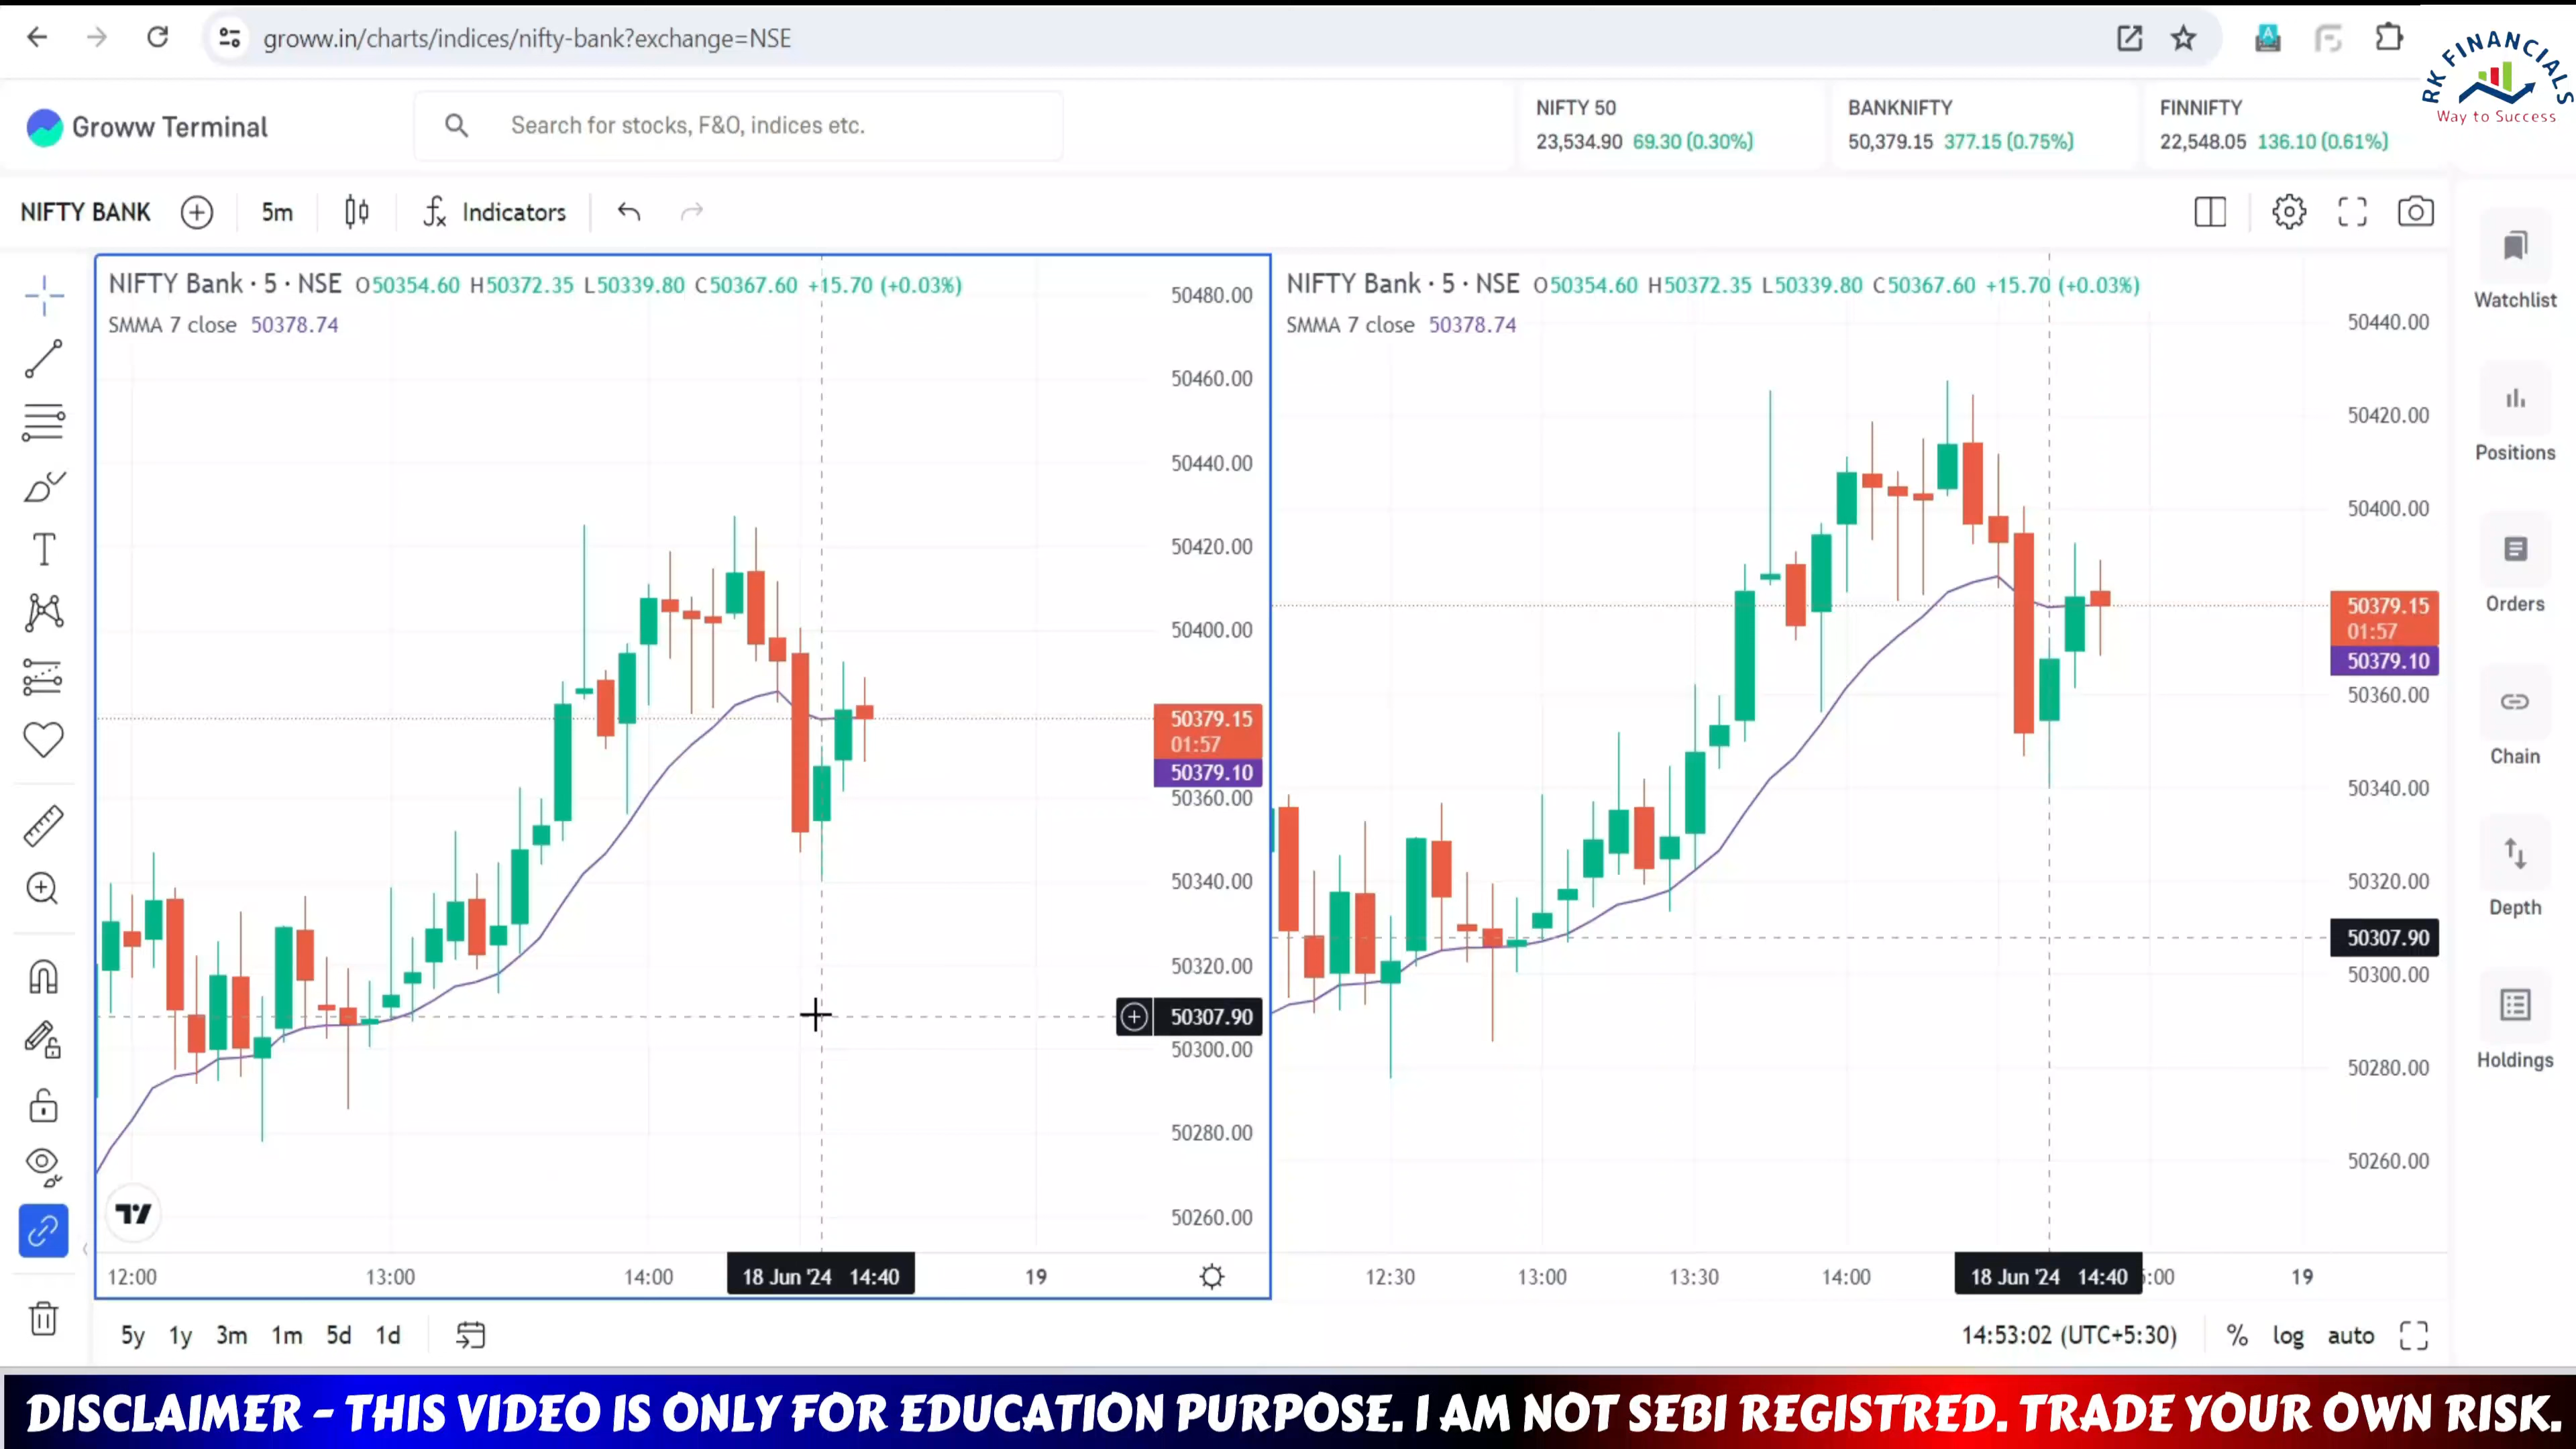 groww.in/charts/indices/nifty-bank?exchange=NSE
RK FINANCIALS
Way to Success
Groww Terminal
Search for stocks, F&O, indices etc.
NIFTY 50
23,534.90 69.30 (0.30%)
BANKNIFTY
50,379.15 377.15 (0.75%)
FINNIFTY
22,548.05 136.10 (0.61%)
NIFTY BANK
5m
Indicators
NIFTY Bank · 5 · NSE O50354.60 H50372.35 L50339.80 C50367.60 +15.70 (+0.03%)
SMMA 7 close 50378.74
50480.00
50460.00
50440.00
50420.00
50400.00
50379.15
01:57
50379.10
50360.00
50340.00
50320.00
50307.90
50300.00
50280.00
50260.00
12:00
13:00
14:00
18 Jun '24 14:40
19
NIFTY Bank · 5 · NSE O50354.60 H50372.35 L50339.80 C50367.60 +15.70 (+0.03%)
SMMA 7 close 50378.74
50440.00
50420.00
50400.00
50379.15
01:57
50379.10
50360.00
50340.00
50320.00
50307.90
50300.00
50280.00
50260.00
12:30
13:00
13:30
14:00
18 Jun '24 14:40
:00
19
Watchlist
Positions
Orders
Chain
Depth
Holdings
5y 1y 3m 1m 5d 1d
14:53:02 (UTC+5:30)
% log auto
DISCLAIMER - THIS VIDEO IS ONLY FOR EDUCATION PURPOSE. I AM NOT SEBI REGISTRED. TRADE YOUR OWN RISK.